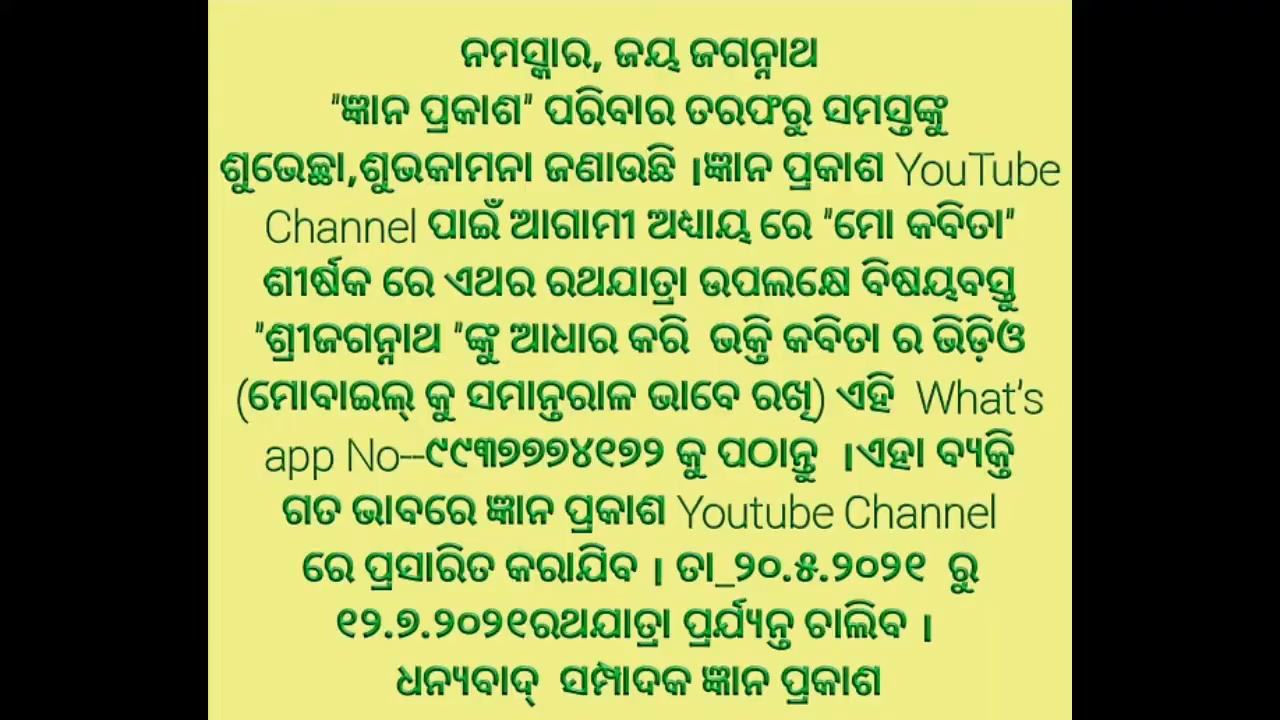 ନମସ୍କାର, ଜୟ ଜଗନ୍ନାଥ
"ଜ୍ଞାନ ପ୍ରକାଶ" ପରିବାର ତରଫରୁ ସମସ୍ତଙ୍କୁ
ଶୁଭେଚ୍ଛା,ଶୁଭକାମନା ଜଣାଉଛି ।ଜ୍ଞାନ ପ୍ରକାଶ YouTube
Channel ପାଇଁ ଆଗାମୀ ଅଧ୍ୟାୟ ରେ "ମୋ କବିତା"
ଶୀର୍ଷକ ରେ ଏଥର ରଥଯାତ୍ରା ଉପଲକ୍ଷେ ବିଷୟବସ୍ତୁ
"ଶ୍ରୀଜଗନ୍ନାଥ "ଙ୍କୁ ଆଧାର କରି ଭକ୍ତି କବିତା ର ଭିଡ଼ିଓ
(ମୋବାଇଲ୍ କୁ ସମାନ୍ତରାଳ ଭାବେ ରଖି) ଏହି What's
app No--୯୯୩୭୭୭୪୧୭୨ କୁ ପଠାନ୍ତୁ ।ଏହା ବ୍ୟକ୍ତି
ଗତ ଭାବରେ ଜ୍ଞାନ ପ୍ରକାଶ Youtube Channel
ରେ ପ୍ରସାରିତ କରାଯିବ । ତା_୨୦.୫.୨୦୨୧ ରୁ
୧୨.୭.୨୦୨୧ରଥଯାତ୍ରା ପ୍ରର୍ଯ୍ୟନ୍ତ ଚାଲିବ ।
ଧନ୍ୟବାଦ୍ ସମ୍ପାଦକ ଜ୍ଞାନ ପ୍ରକାଶ